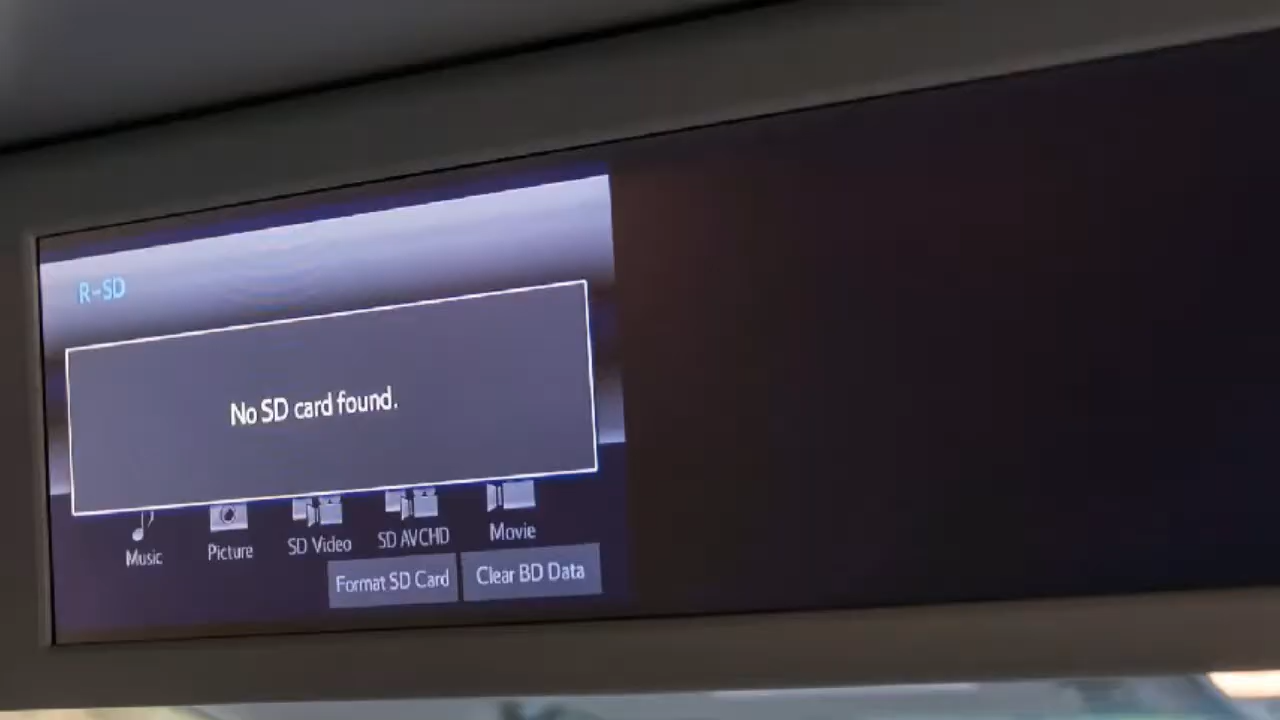 R-SD
No SD card found.
Music
Picture
SD Video
SD AVCHD
Movie
Format SD Card
Clear BD Data